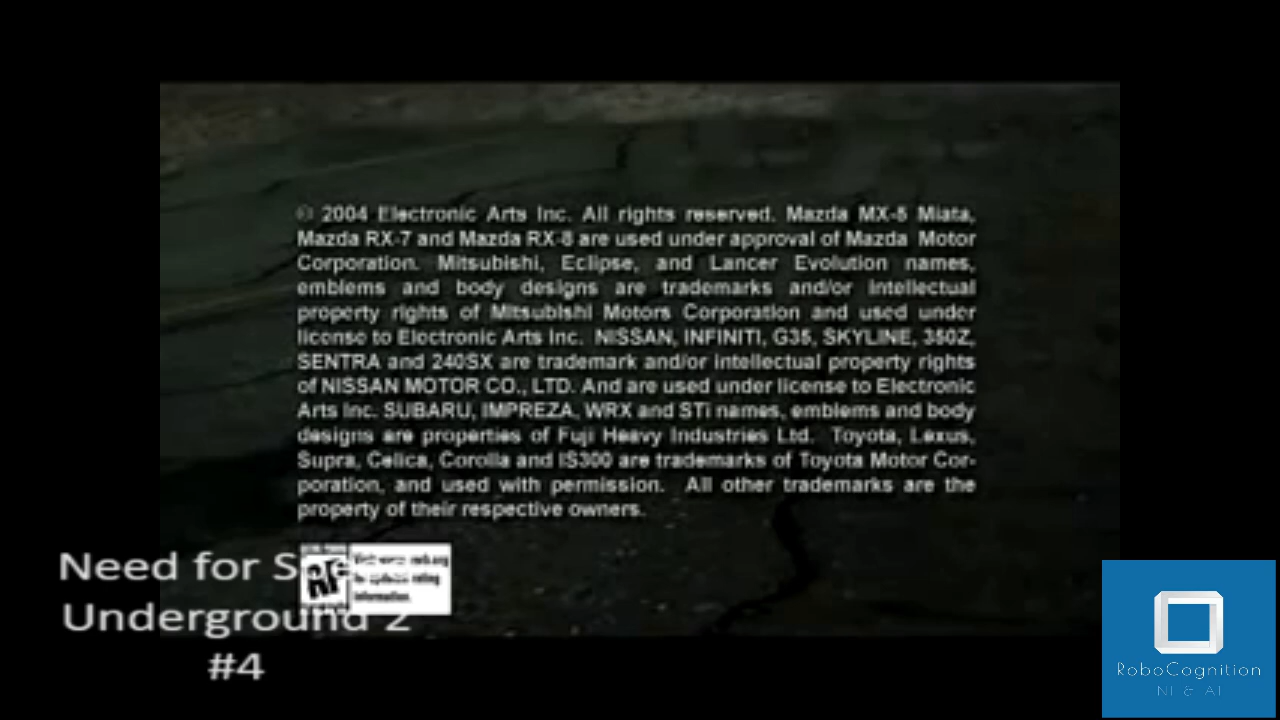 © 2004 Electronic Arts Inc. All rights reserved. Mazda MX-5 Miata,
Mazda RX-7 and Mazda RX-8 are used under approval of Mazda Motor
Corporation. Mitsubishi, Eclipse, and Lancer Evolution names,
emblems and body designs are trademarks and/or intellectual
property rights of Mitsubishi Motors Corporation and used under
license to Electronic Arts Inc. NISSAN, INFINITI, G35, SKYLINE, 350Z,
SENTRA and 240SX are trademark and/or intellectual property rights
of NISSAN MOTOR CO., LTD. And are used under license to Electronic
Arts Inc. SUBARU, IMPREZA, WRX and STi names, emblems and body
designs are properties of Fuji Heavy Industries Ltd. Toyota, Lexus,
Supra, Celica, Corolla and IS300 are trademarks of Toyota Motor Cor-
poration, and used with permission. All other trademarks are the
property of their respective owners.
RP
rating
information.
Need for Speed
Underground 2
#4
RoboCognition
NI & AI